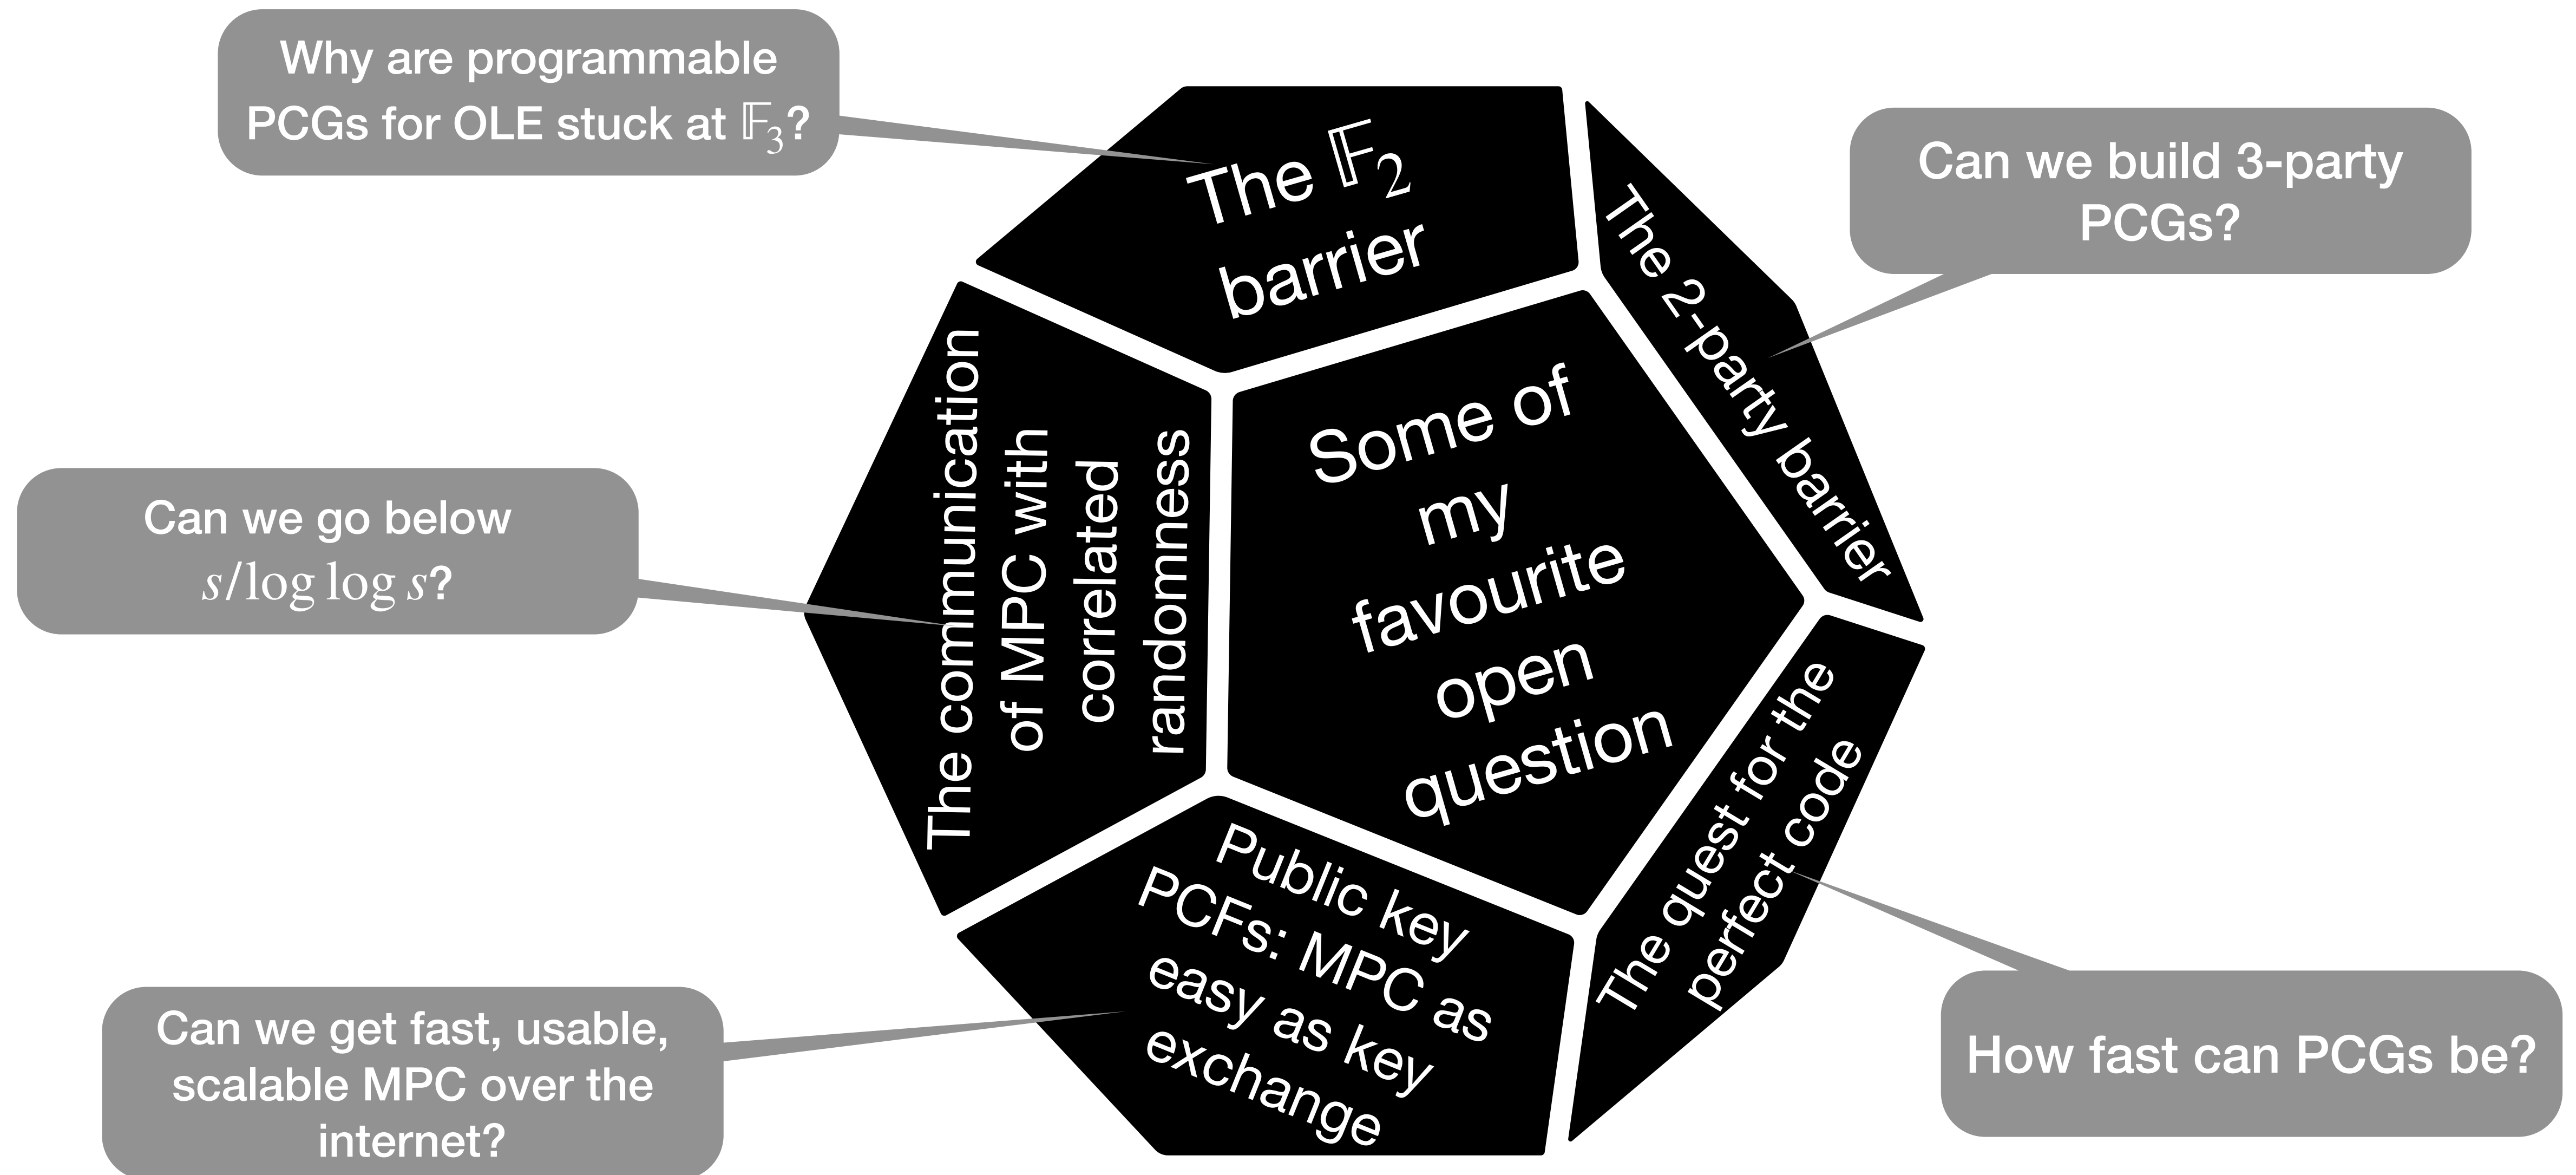 Why are programmable
PCGs for OLE stuck at 𝔽₃?
The 𝔽₂
barrier
Can we build 3-party
PCGs?
The 2-party barrier
Can we go below
s/log log s?
The communication
of MPC with
correlated
randomness
Some of
my
favourite
open
question
Can we get fast, usable,
scalable MPC over the
internet?
Public key
PCFs: MPC as
easy as key
exchange
The quest for the
perfect code
How fast can PCGs be?